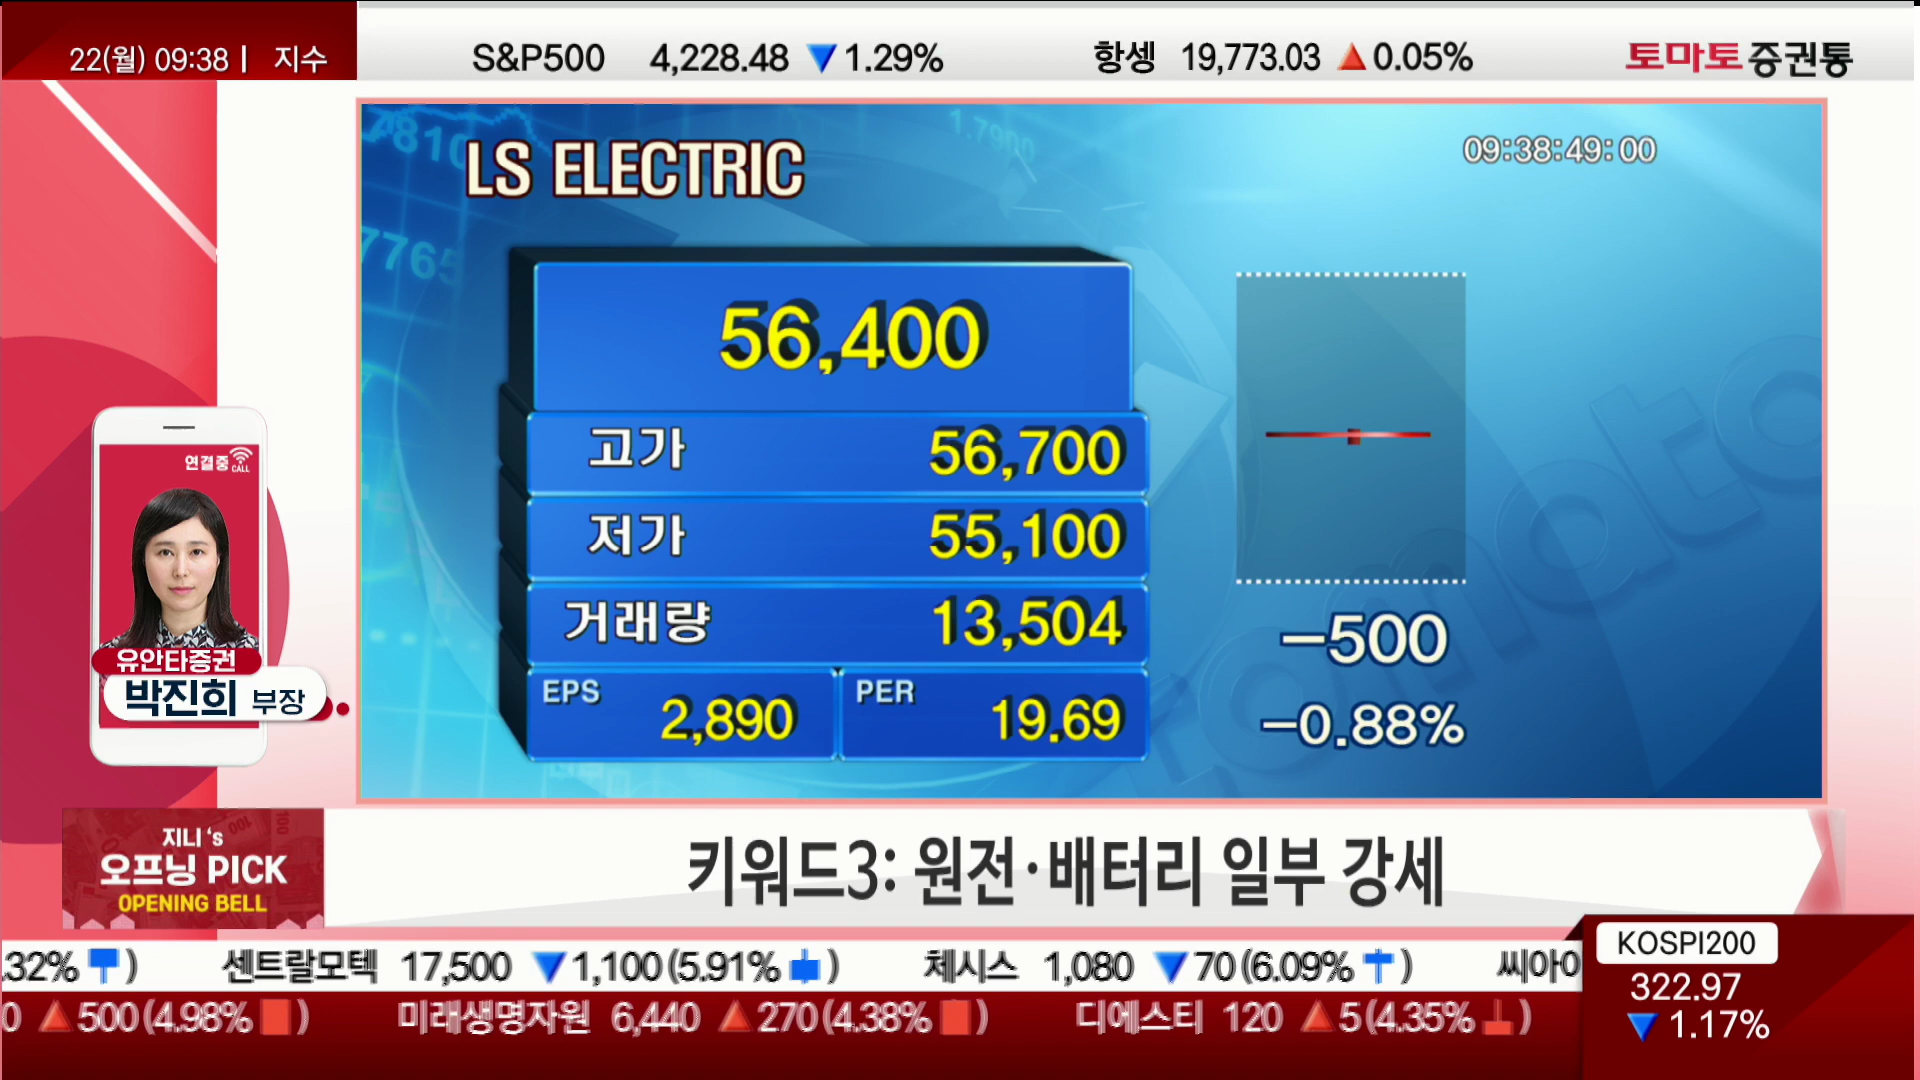 22(월) 09:38 | 지수
S&P500 4,228.48 ▼1.29%
항셍 19,773.03 ▲0.05%
토마토증권통
LS ELECTRIC
09:38:49:00
56,400
고가 56,700
저가 55,100
거래량 13,504
EPS 2,890
PER 19.69
-500
-0.88%
tomato
7810
7765
1.7900
연결중
CALL
유안타증권
박진희 부장
지니‘s
오프닝 PICK
OPENING BELL
키워드3: 원전·배터리 일부 강세
.32% )
센트랄모텍 17,500 ▼1,100(5.91% )
체시스 1,080 ▼70(6.09% )
씨아0
0 ▲500(4.98% )
미래생명자원 6,440 ▲270(4.38% )
디에스티 120 ▲5(4.35% )
KOSPI200
322.97
▼1.17%